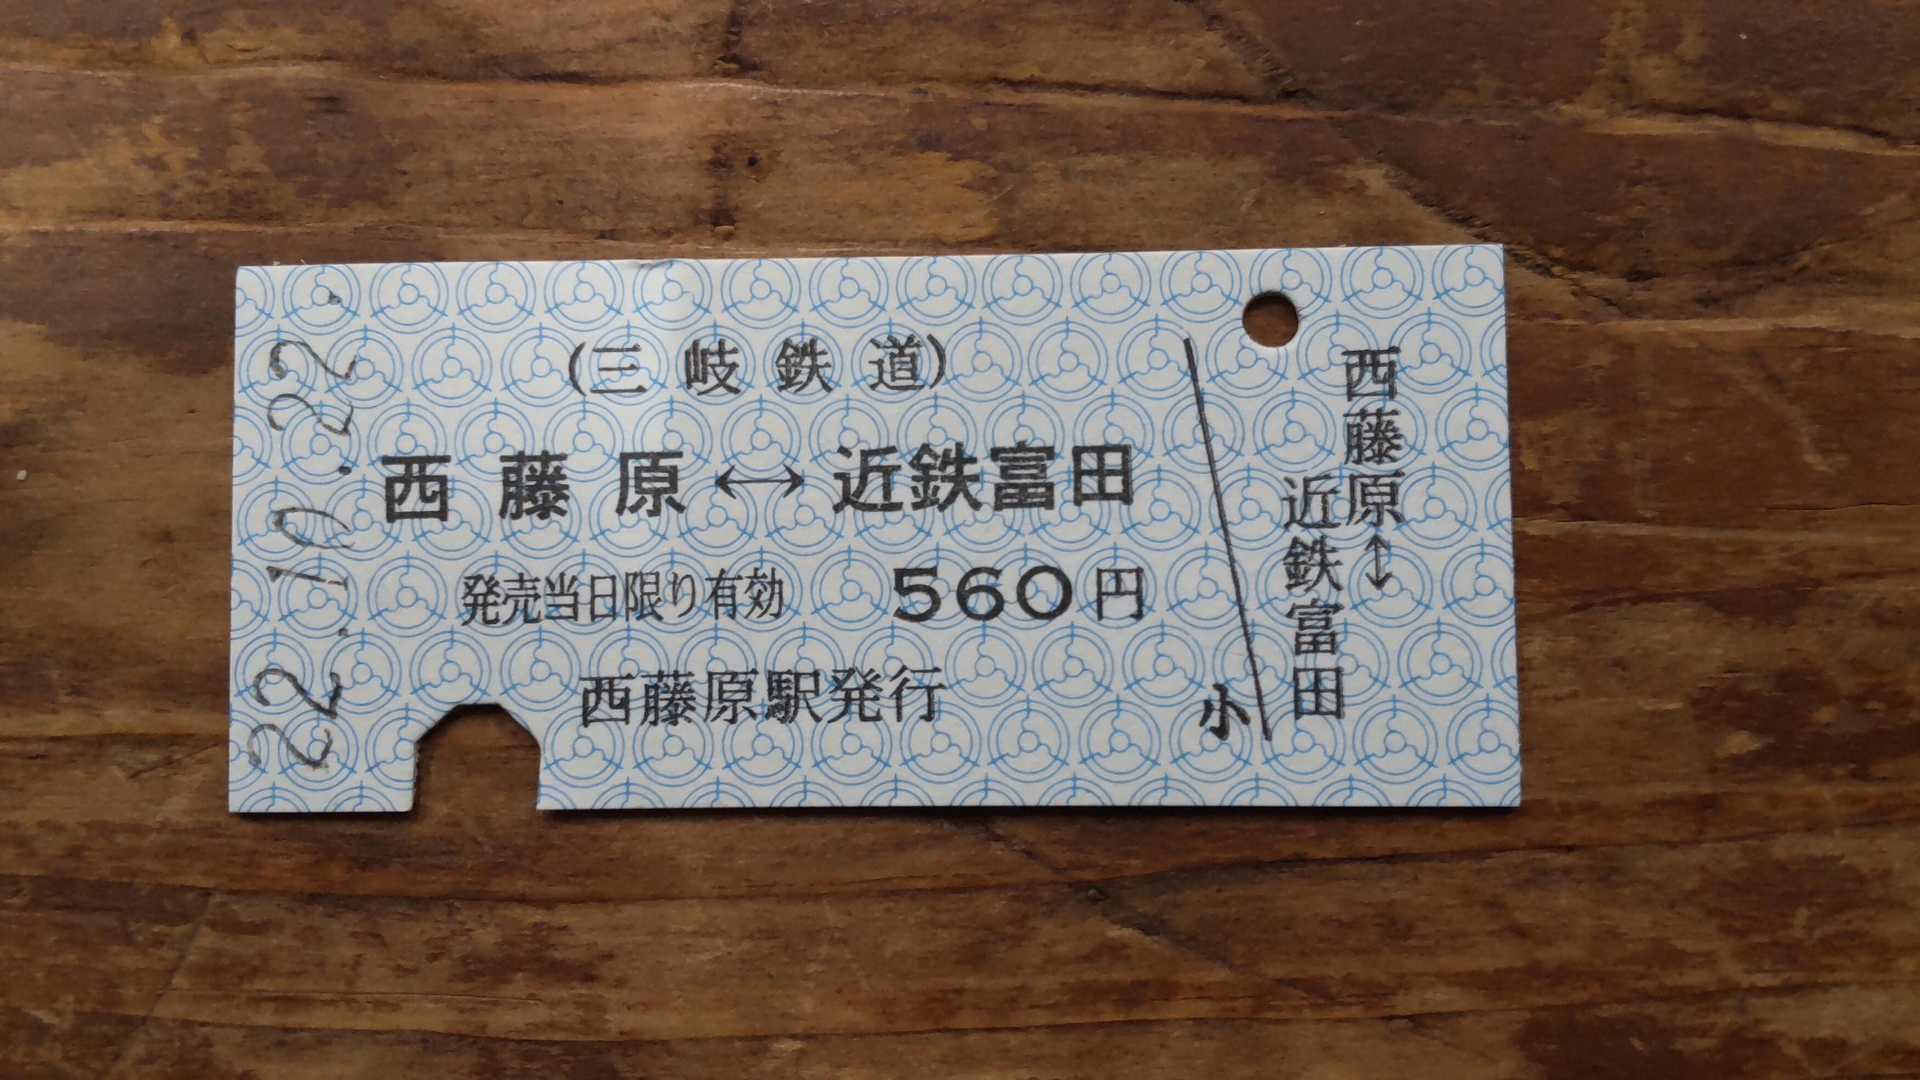 22.10.22.
(三岐鉄道)
西藤原↔近鉄富田
発売当日限り有効 560円
西藤原駅発行
小
西藤原↕
近鉄富田